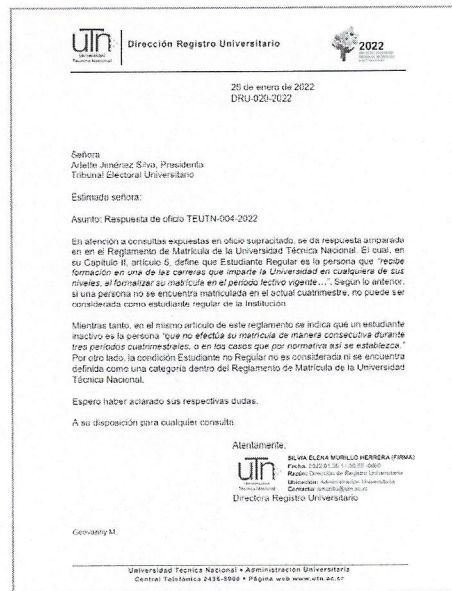 UTN
Universidad
Técnica Nacional
Dirección Registro Universitario
2022
26 de enero de 2022
DRU-020-2022
Señora
Arlette Jiménez Silva, Presidenta
Tribunal Electoral Universitario
Estimada señora:
Asunto: Respuesta de oficio TEUTN-004-2022
En atención a consultas expuestas en oficio supracitado, se da respuesta amparada
en en el Reglamento de Matrícula de la Universidad Técnica Nacional. El cual, en
su Capítulo II, artículo 5, define que Estudiante Regular es la persona que "recibe
formación en una de las carreras que imparte la Universidad en cualquiera de sus
niveles, al formalizar su matrícula en el periodo lectivo vigente...". Según lo anterior,
si una persona no se encuentra matriculada en el actual cuatrimestre, no puede ser
considerada como estudiante regular de la Institución.
Mientras tanto, en el mismo artículo de este reglamento se indica que un estudiante
inactivo es la persona "que no efectúa su matrícula de manera consecutiva durante
tres periodos cuatrimestrales, o en los casos que por normativa así se establezca."
Por otro lado, la condición Estudiante no Regular no es considerada ni se encuentra
definida como una categoría dentro del Reglamento de Matrícula de la Universidad
Técnica Nacional.
Espero haber aclarado sus respectivas dudas.
A su disposición para cualquier consulta.
Atentamente,
UTN
Universidad
Técnica Nacional
SILVIA ELENA MURILLO HERRERA (FIRMA)
Fecha:
Razón: Dirección de Registro Universitario
Ubicación: Administración Universitaria
Contacto:
Directora Registro Universitario
Geovanny M.
Universidad Técnica Nacional • Administración Universitaria
Central Telefónica 2435-5000 • Página web www.utn.ac.cr